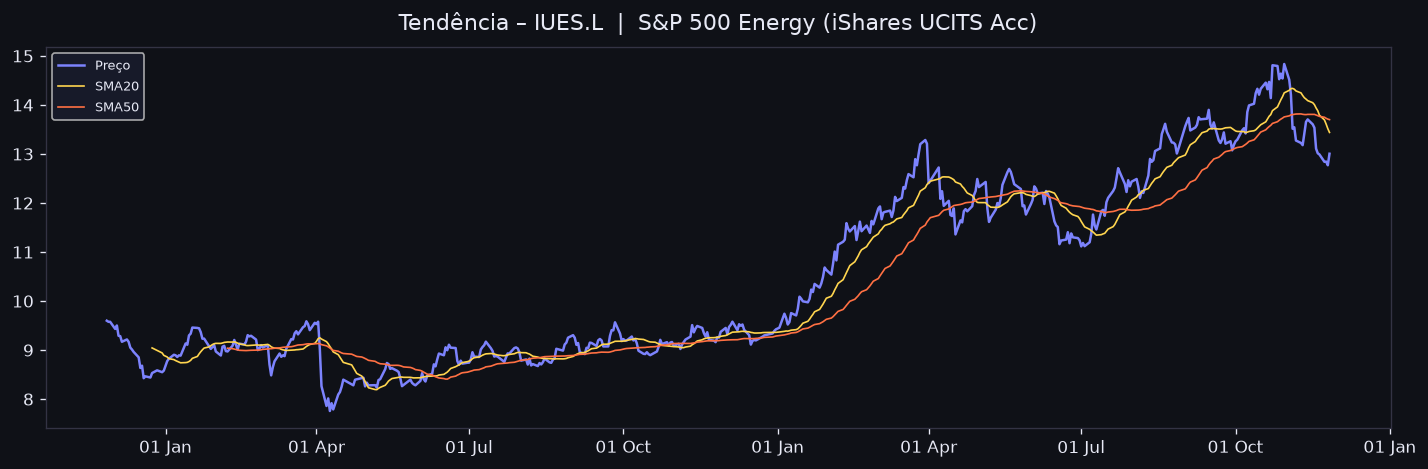 Tendência – IUES.L | S&P 500 Energy (iShares UCITS Acc)
Preço
SMA20
SMA50
15
14
13
12
11
10
9
8
01 Jan
01 Apr
01 Jul
01 Oct
01 Jan
01 Apr
01 Jul
01 Oct
01 Jan